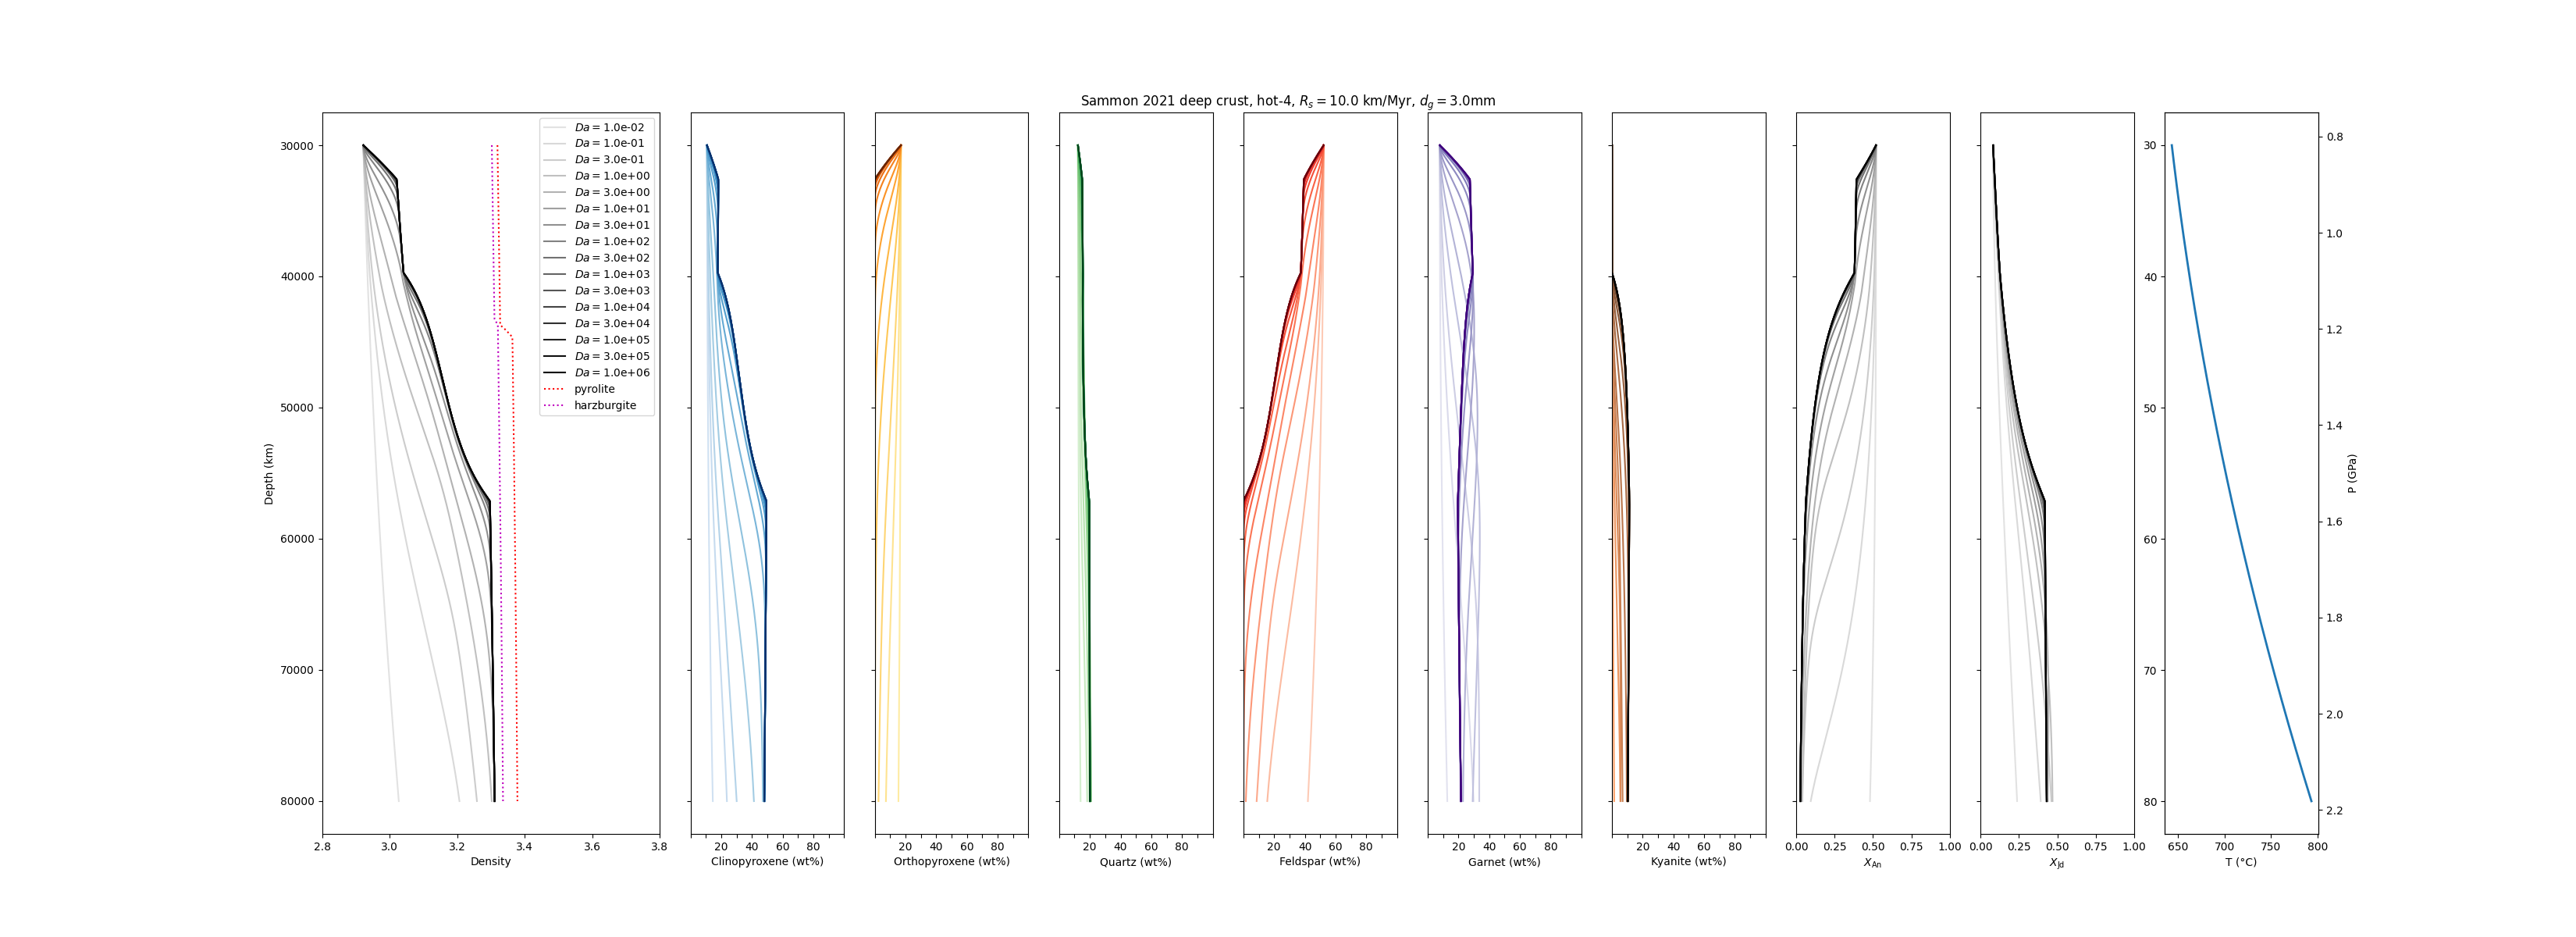 Sammon 2021 deep crust, hot-4, Rₛ = 10.0 km/Myr, d_g = 3.0mm
Da = 1.0e-02
Da = 1.0e-01
Da = 3.0e-01
Da = 1.0e+00
Da = 3.0e+00
Da = 1.0e+01
Da = 3.0e+01
Da = 1.0e+02
Da = 3.0e+02
Da = 1.0e+03
Da = 3.0e+03
Da = 1.0e+04
Da = 3.0e+04
Da = 1.0e+05
Da = 3.0e+05
Da = 1.0e+06
pyrolite
harzburgite
Depth (km)
30000
40000
50000
60000
70000
80000
2.8 3.0 3.2 3.4 3.6 3.8
Density
20 40 60 80
Clinopyroxene (wt%)
20 40 60 80
Orthopyroxene (wt%)
20 40 60 80
Quartz (wt%)
20 40 60 80
Feldspar (wt%)
20 40 60 80
Garnet (wt%)
20 40 60 80
Kyanite (wt%)
0.00 0.25 0.50 0.75 1.00
X_An
0.00 0.25 0.50 0.75 1.00
X_Jd
30
40
50
60
70
80
650 700 750 800
T (°C)
0.8
1.0
1.2
1.4
1.6
1.8
2.0
2.2
P (GPa)